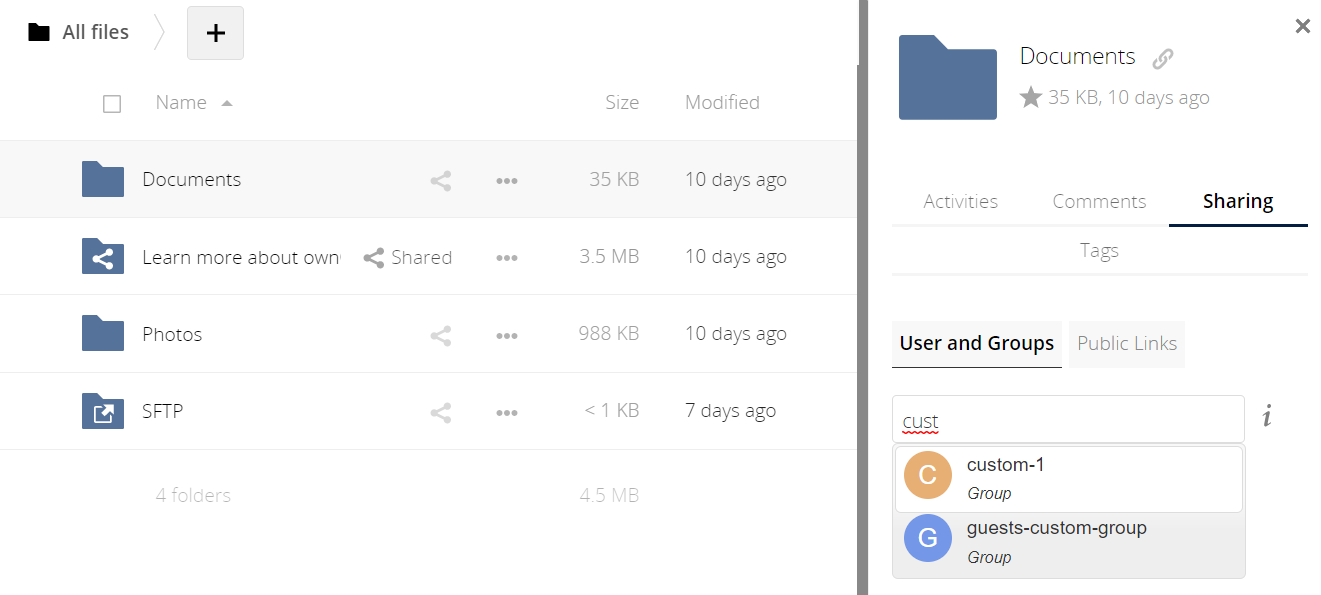 All files
+
Name Size Modified
Documents 35 KB 10 days ago
Learn more about own Shared 3.5 MB 10 days ago
Photos 988 KB 10 days ago
SFTP < 1 KB 7 days ago
4 folders 4.5 MB
×
Documents
35 KB, 10 days ago
Activities Comments Sharing
Tags
User and Groups Public Links
cust
i
C custom-1
Group
G guests-custom-group
Group